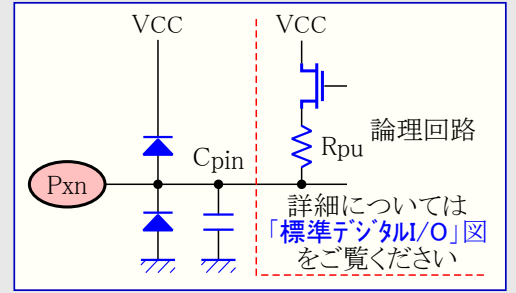 VCC VCC
論理回路
Cpin Rpu
Pxn
詳細については
「標準デジタルI/O」図
をご覧ください